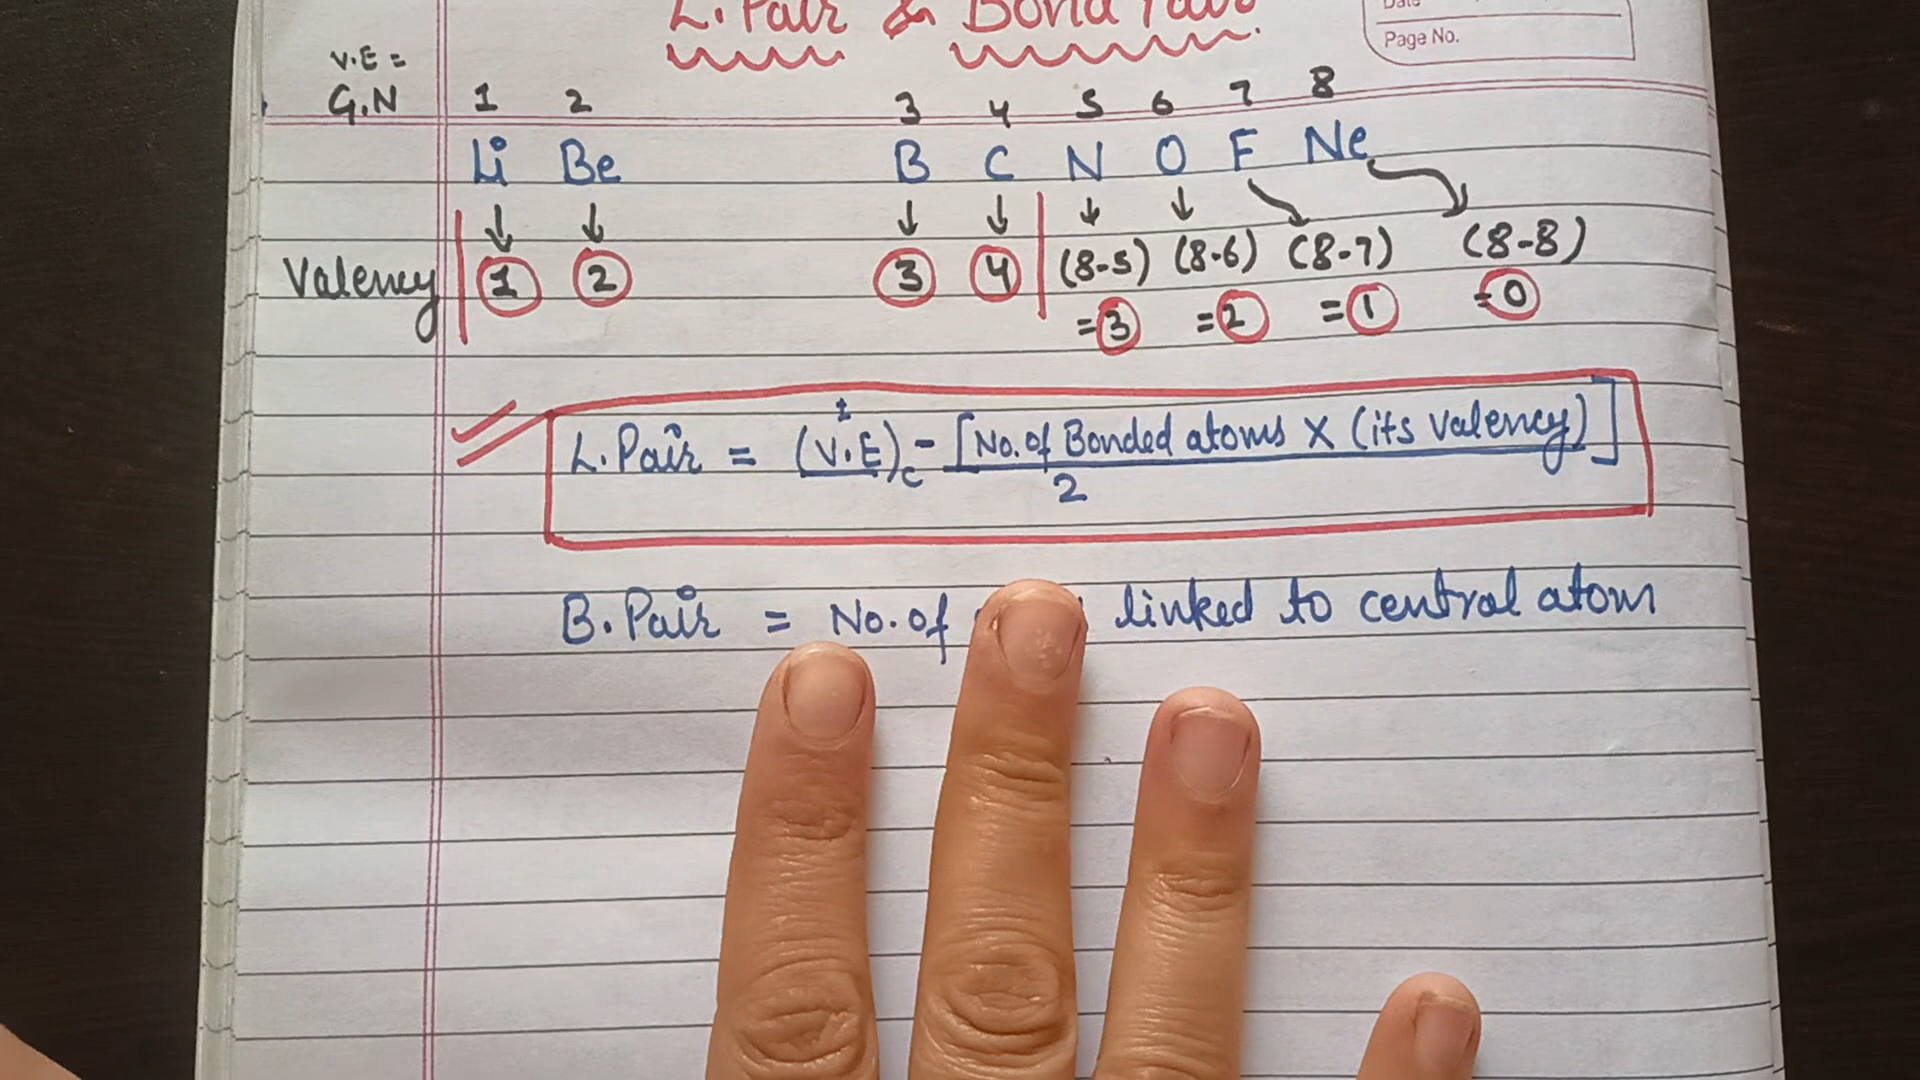 L. Pair & Bond Pair
Date
Page No.
V.E =
G.N 1 2 3 4 5 6 7 8
Li Be B C N O F Ne
Valency 1 2 3 4 (8-5) (8-6) (8-7) (8-8)
=3 =2 =1 =0
L. Pair = (V.E)c - [No. of Bonded atoms X (its valency)]
2
B. Pair = No. of linked to central atom